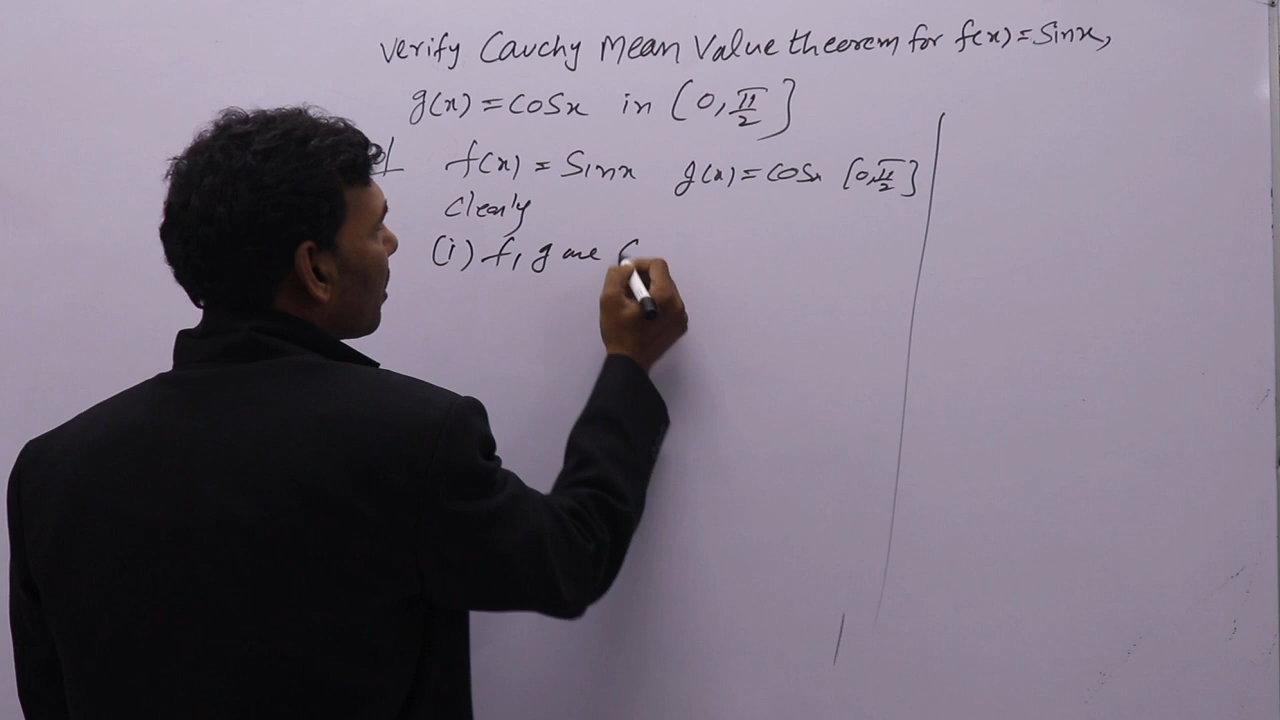 Verify Cauchy Mean Value theorem for f(x) = Sinx,
g(x) = cosx in [0, π/2]
f(x) = Sinx g(x) = cosx [0, π/2]
Clearly
(i) f, g are